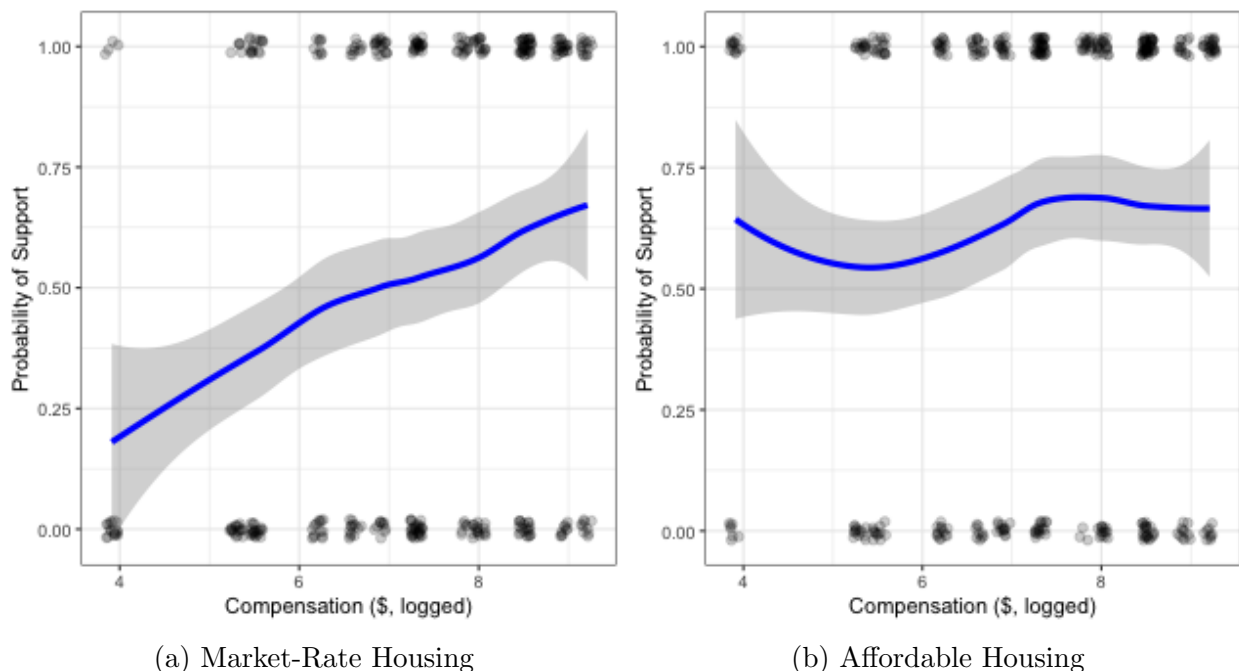 1.00
0.75
0.50
0.25
0.00
Probability of Support
4 6 8
Compensation ($, logged)
(a) Market-Rate Housing
1.00
0.75
0.50
0.25
0.00
Probability of Support
4 6 8
Compensation ($, logged)
(b) Affordable Housing